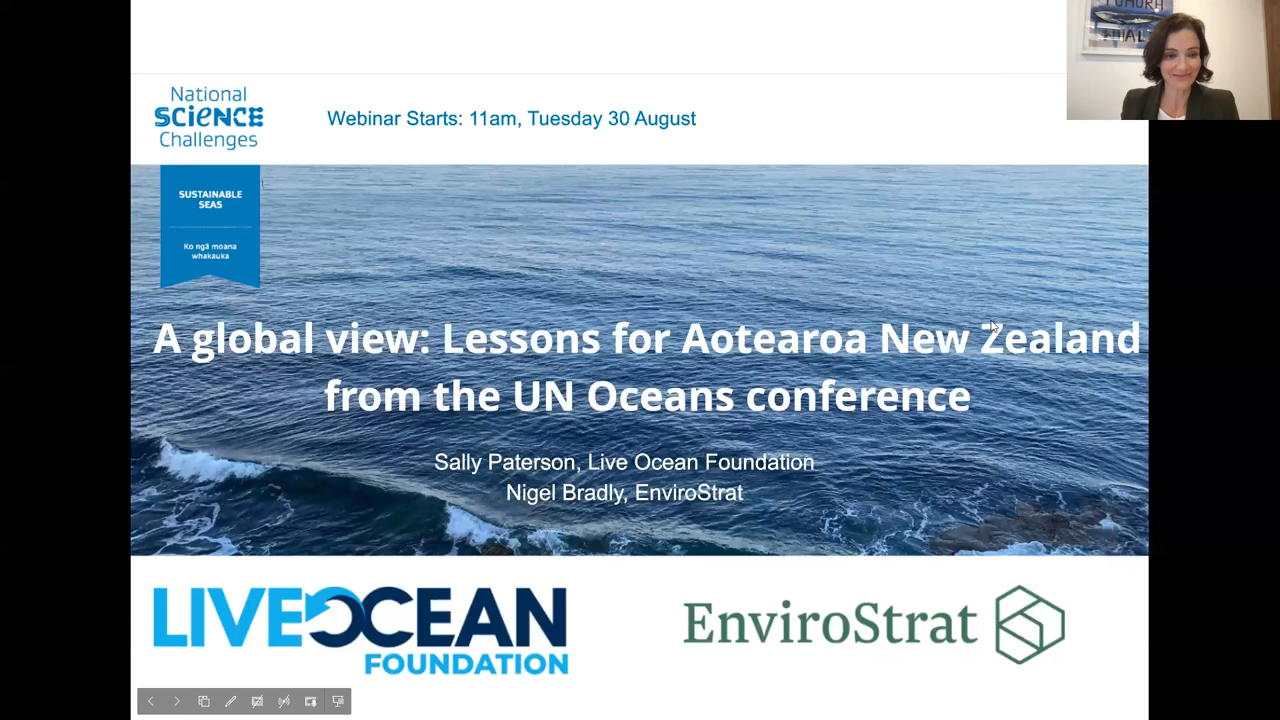 National
SCIENCE
Challenges
Webinar Starts: 11am, Tuesday 30 August
SUSTAINABLE
SEAS
Ko ngā moana
whakauka
A global view: Lessons for Aotearoa New Zealand
from the UN Oceans conference
Sally Paterson, Live Ocean Foundation
Nigel Bradly, EnviroStrat
LIVE OCEAN
FOUNDATION
EnviroStrat